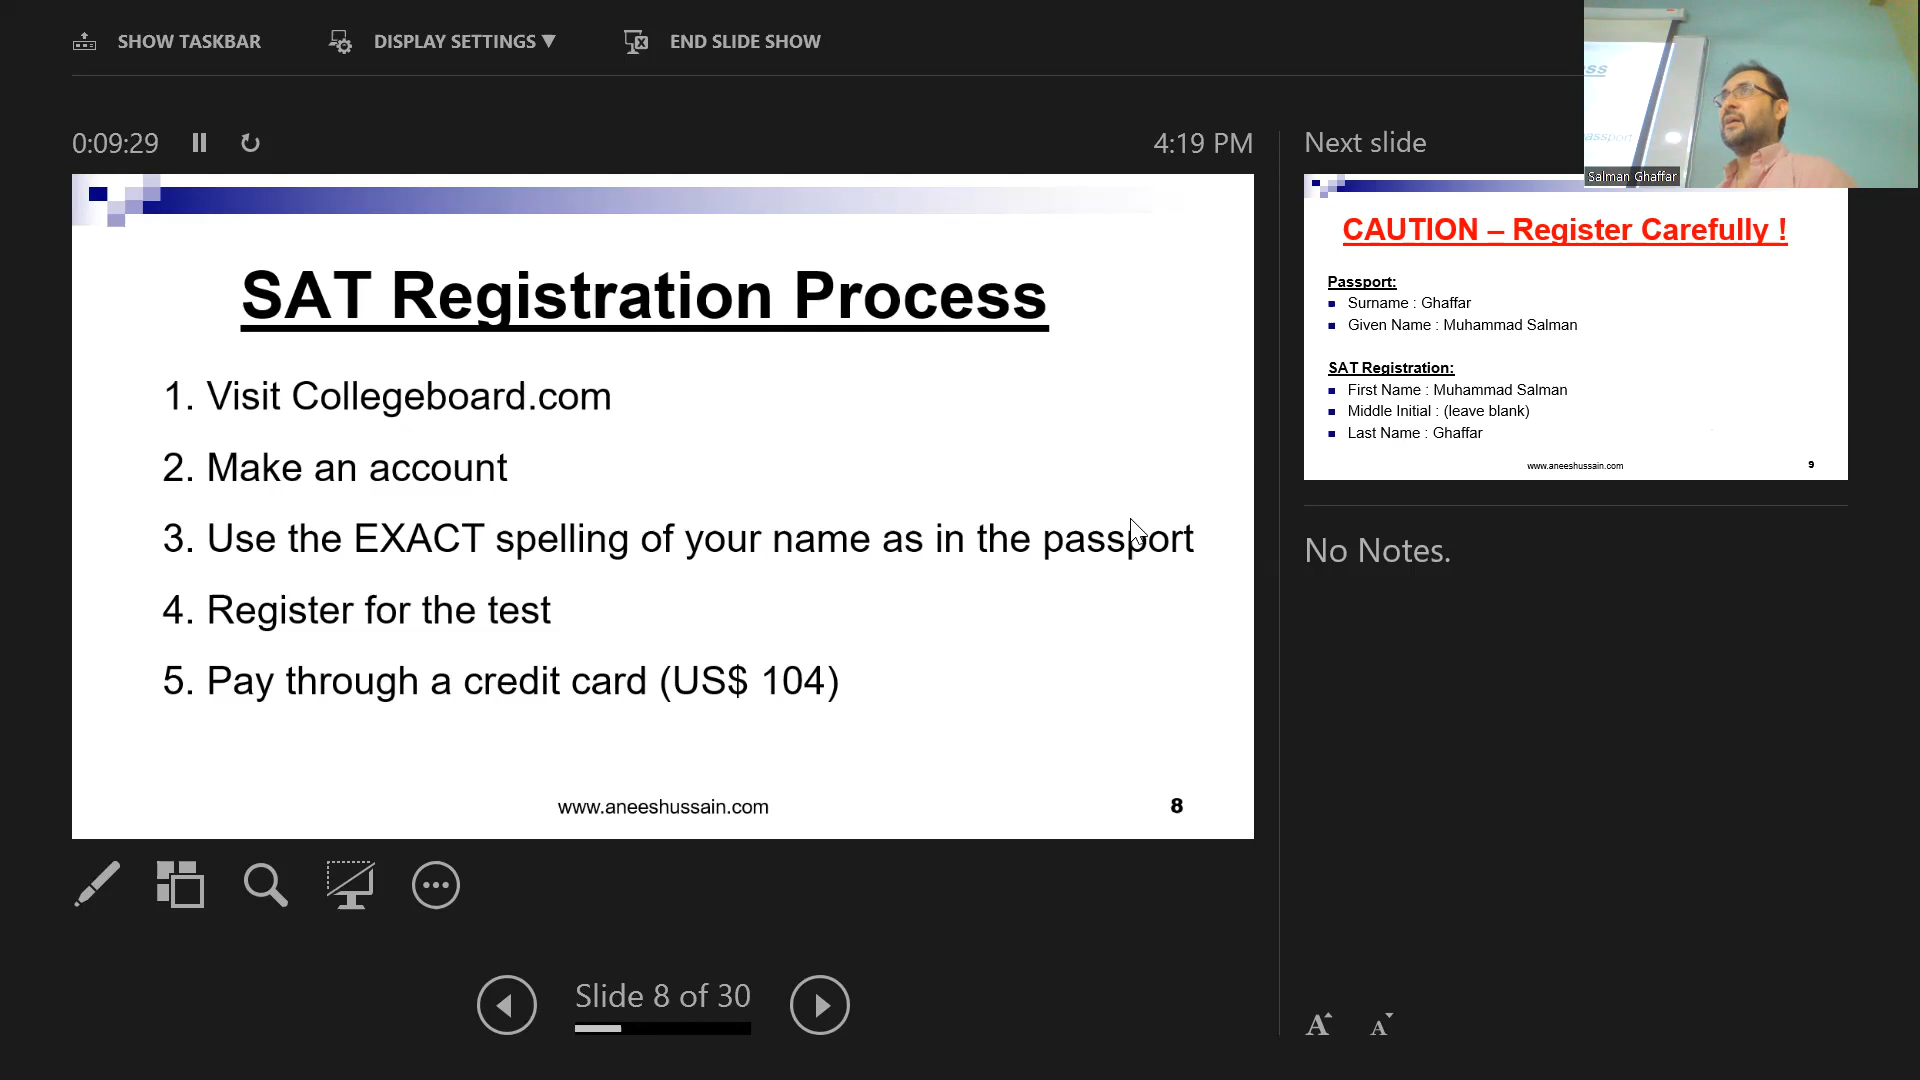 SHOW TASKBAR
DISPLAY SETTINGS ▼
END SLIDE SHOW
0:09:29
4:19 PM
SAT Registration Process
1. Visit Collegeboard.com
2. Make an account
3. Use the EXACT spelling of your name as in the passport
4. Register for the test
5. Pay through a credit card (US$ 104)
www.aneeshussain.com
8
Slide 8 of 30
Next slide
ess
passport
Salman Ghaffar
CAUTION – Register Carefully !
Passport:
Surname : Ghaffar
Given Name : Muhammad Salman
SAT Registration:
First Name : Muhammad Salman
Middle Initial : (leave blank)
Last Name : Ghaffar
www.aneeshussain.com
9
No Notes.
A
A